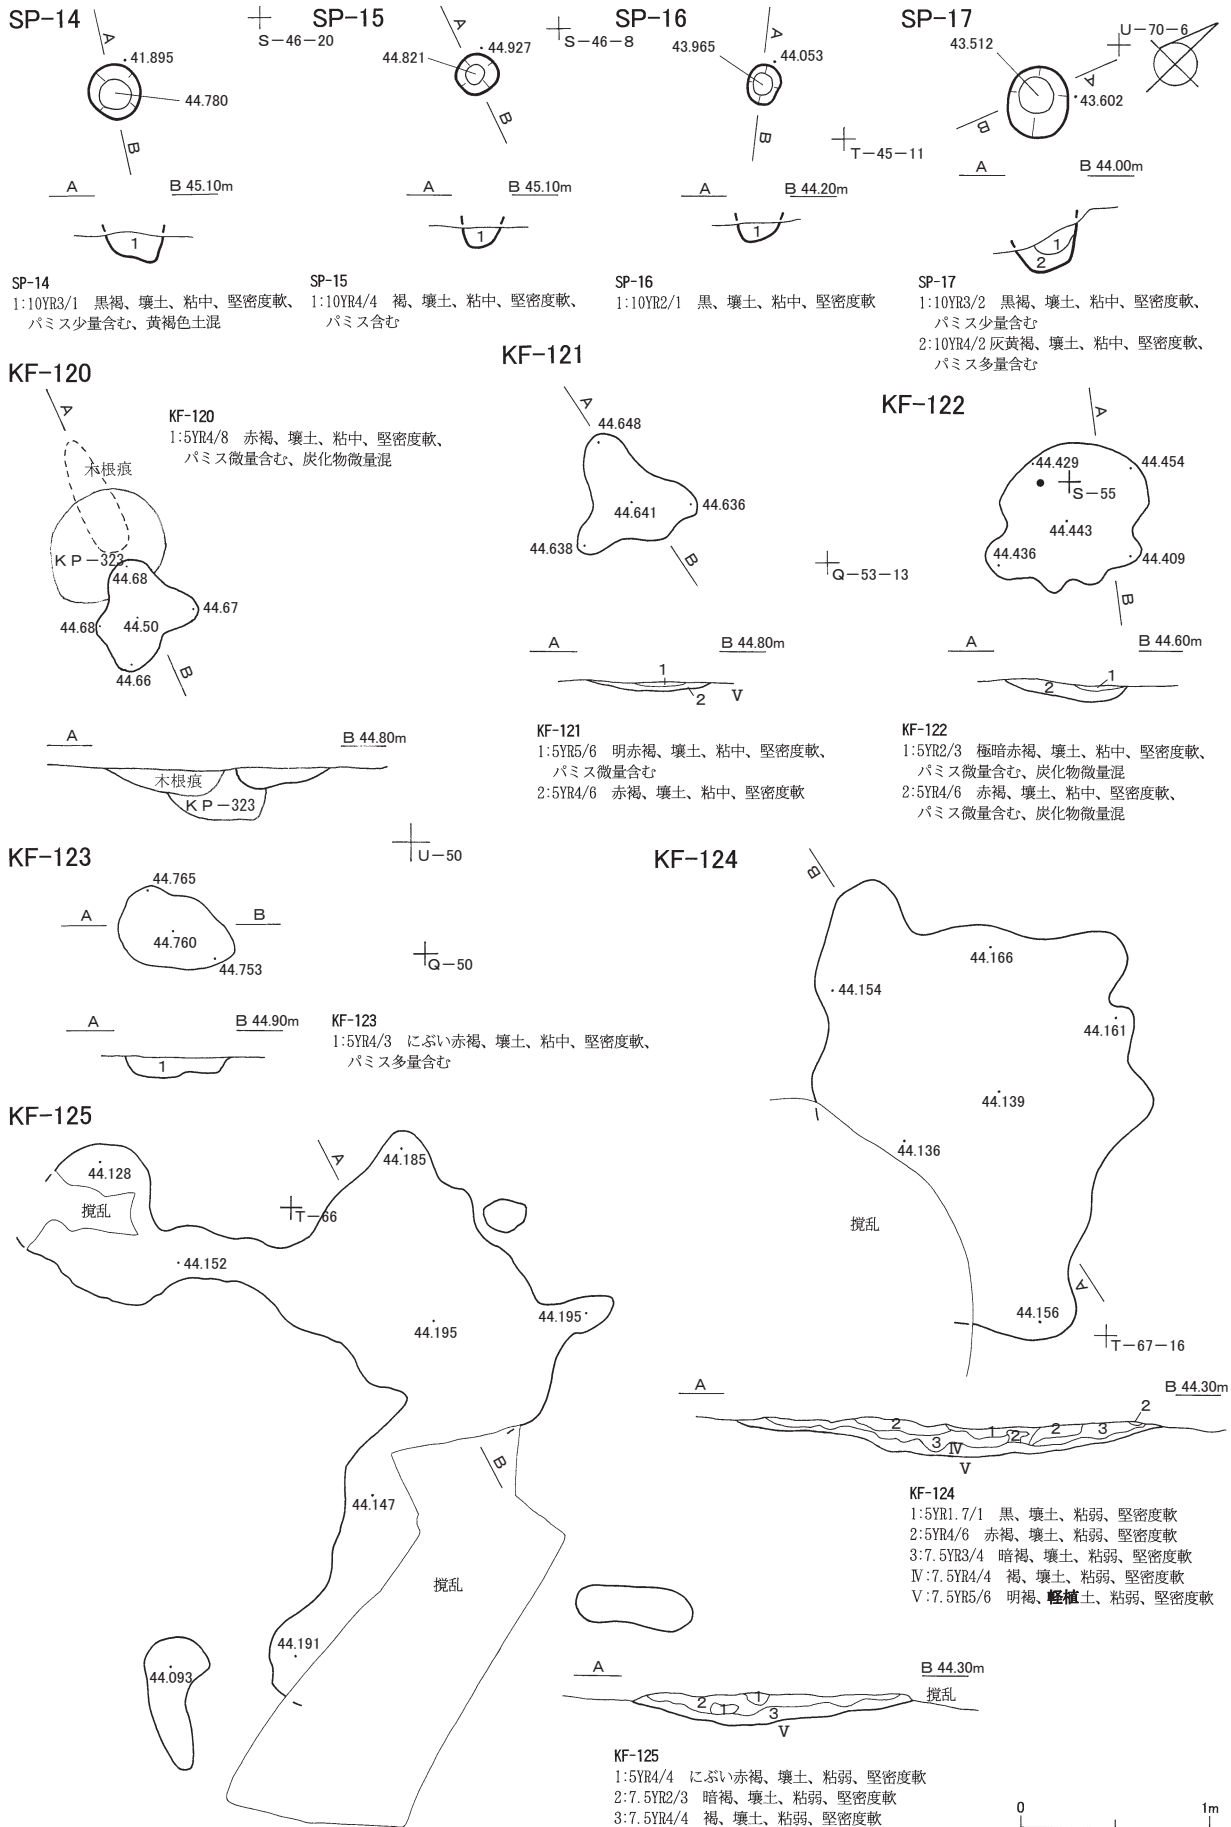 SP-14
A
S-46-20
41.895
44.780
B
A
B 45.10m
1
SP-14
1:10YR3/1 黒褐、壌土、粘中、堅密度軟、
パミス少量含む、黄褐色土混
SP-15
A
S-46-8
44.821
44.927
B
A
B 45.10m
1
SP-15
1:10YR4/4 褐、壌土、粘中、堅密度軟、
パミス含む
SP-16
43.965
A
44.053
B
T-45-11
A
B 44.20m
1
SP-16
1:10YR2/1 黒、壌土、粘中、堅密度軟
SP-17
43.512
U-70-6
A
43.602
B
A
B 44.00m
1
2
SP-17
1:10YR3/2 黒褐、壌土、粘中、堅密度軟、
パミス少量含む
2:10YR4/2 灰黄褐、壌土、粘中、堅密度軟、
パミス多量含む
KF-120
A
木根痕
KP-323
44.68
44.67
44.68
44.50
44.66
B
KF-120
1:5YR4/8 赤褐、壌土、粘中、堅密度軟、
パミス微量含む、炭化物微量混
A
B 44.80m
木根痕
KP-323
U-50
KF-121
A
44.648
44.641
44.636
44.638
B
Q-53-13
A
B 44.80m
1
2
V
KF-121
1:5YR5/6 明赤褐、壌土、粘中、堅密度軟、
パミス微量含む
2:5YR4/6 赤褐、壌土、粘中、堅密度軟
KF-122
A
44.429
44.454
S-55
44.443
44.436
44.409
B
A
B 44.60m
1
2
KF-122
1:5YR2/3 極暗赤褐、壌土、粘中、堅密度軟、
パミス微量含む、炭化物微量混
2:5YR4/6 赤褐、壌土、粘中、堅密度軟、
パミス微量含む、炭化物微量混
KF-123
44.765
A
B
44.760
44.753
Q-50
A
B 44.90m
1
KF-123
1:5YR4/3 にぶい赤褐、壌土、粘中、堅密度軟、
パミス多量含む
KF-124
B
44.166
44.154
44.161
44.139
44.136
撹乱
A
44.156
T-67-16
A
B 44.30m
2
1
2
2
3
2
3
Ⅳ
V
KF-124
1:5YR1.7/1 黒、壌土、粘弱、堅密度軟
2:5YR4/6 赤褐、壌土、粘弱、堅密度軟
3:7.5YR3/4 暗褐、壌土、粘弱、堅密度軟
Ⅳ:7.5YR4/4 褐、壌土、粘弱、堅密度軟
Ⅴ:7.5YR5/6 明褐、軽植土、粘弱、堅密度軟
KF-125
44.128
撹乱
A
44.185
T-66
44.152
44.195
44.195
B
44.147
撹乱
44.191
44.093
A
B 44.30m
撹乱
2
1
1
3
V
KF-125
1:5YR4/4 にぶい赤褐、壌土、粘弱、堅密度軟
2:7.5YR2/3 暗褐、壌土、粘弱、堅密度軟
3:7.5YR4/4 褐、壌土、粘弱、堅密度軟
0
1m